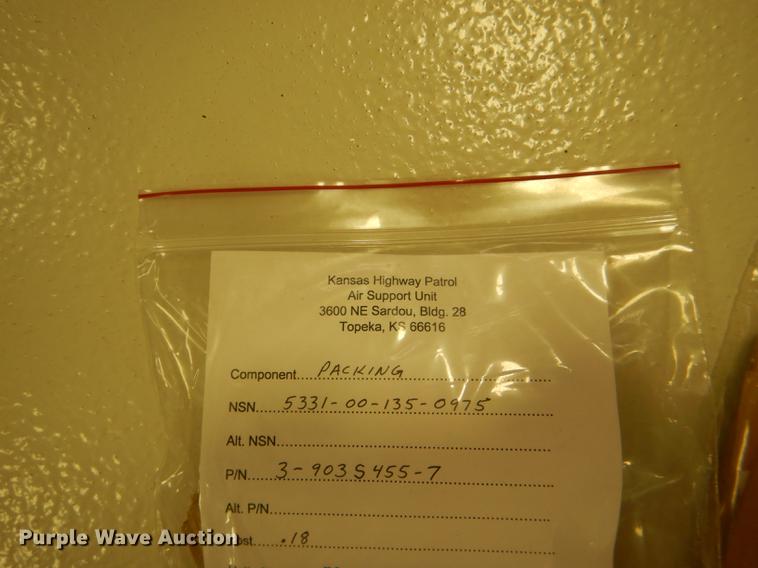 Kansas Highway Patrol
Air Support Unit
3600 NE Sardou, Bldg. 28
Topeka, KS 66616
Component....PACKING
NSN....5331-00-135-0975
Alt. NSN....
P/N....3-903S455-7
Alt. P/N....
.18
Purple Wave Auction